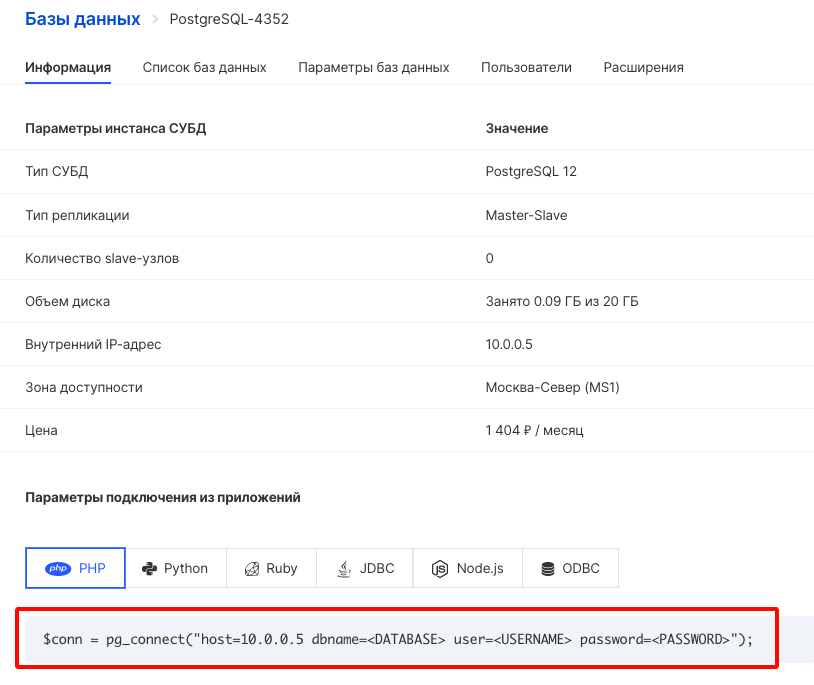 Базы данных > PostgreSQL-4352
Информация Список баз данных Параметры баз данных Пользователи Расширения
Параметры инстанса СУБД Значение
Тип СУБД PostgreSQL 12
Тип репликации Master-Slave
Количество slave-узлов 0
Объем диска Занято 0.09 ГБ из 20 ГБ
Внутренний IP-адрес 10.0.0.5
Зона доступности Москва-Север (MS1)
Цена 1 404 ₽ / месяц
Параметры подключения из приложений
php PHP Python Ruby JDBC JS Node.js ODBC
$conn = pg_connect("host=10.0.0.5 dbname=<DATABASE> user=<USERNAME> password=<PASSWORD>");